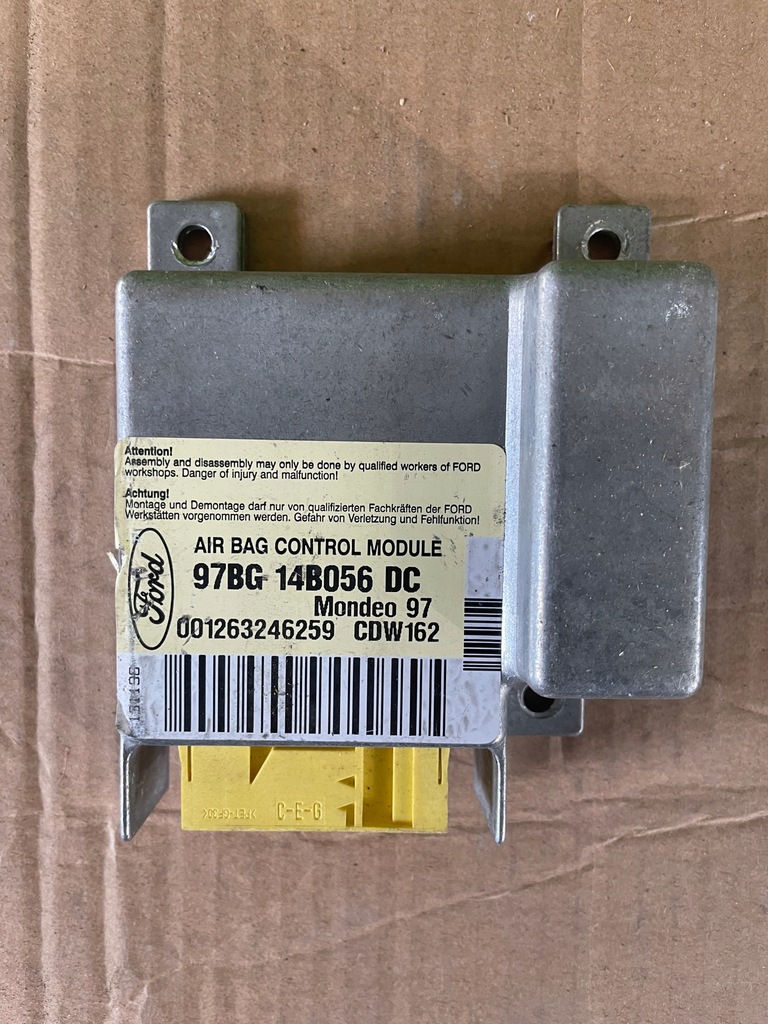 Attention!
Assembly and disassembly may only be done by qualified workers of FORD
workshops. Danger of injury and malfunction!
Achtung!
Montage und Demontage darf nur von qualifizierten Fachkräften der FORD
Werkstätten vorgenommen werden. Gefahr von Verletzung und Fehlfunktion!
AIR BAG CONTROL MODULE
97BG 14B056 DC
Ford
Mondeo 97
001263246259 CDW162
C-E-G